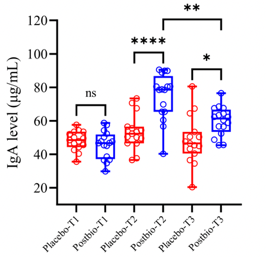 **
****
*
ns
IgA level (μg/mL)
120
100
80
60
40
20
Placebo-T1
Postbio-T1
Placebo-T2
Postbio-T2
Placebo-T3
Postbio-T3